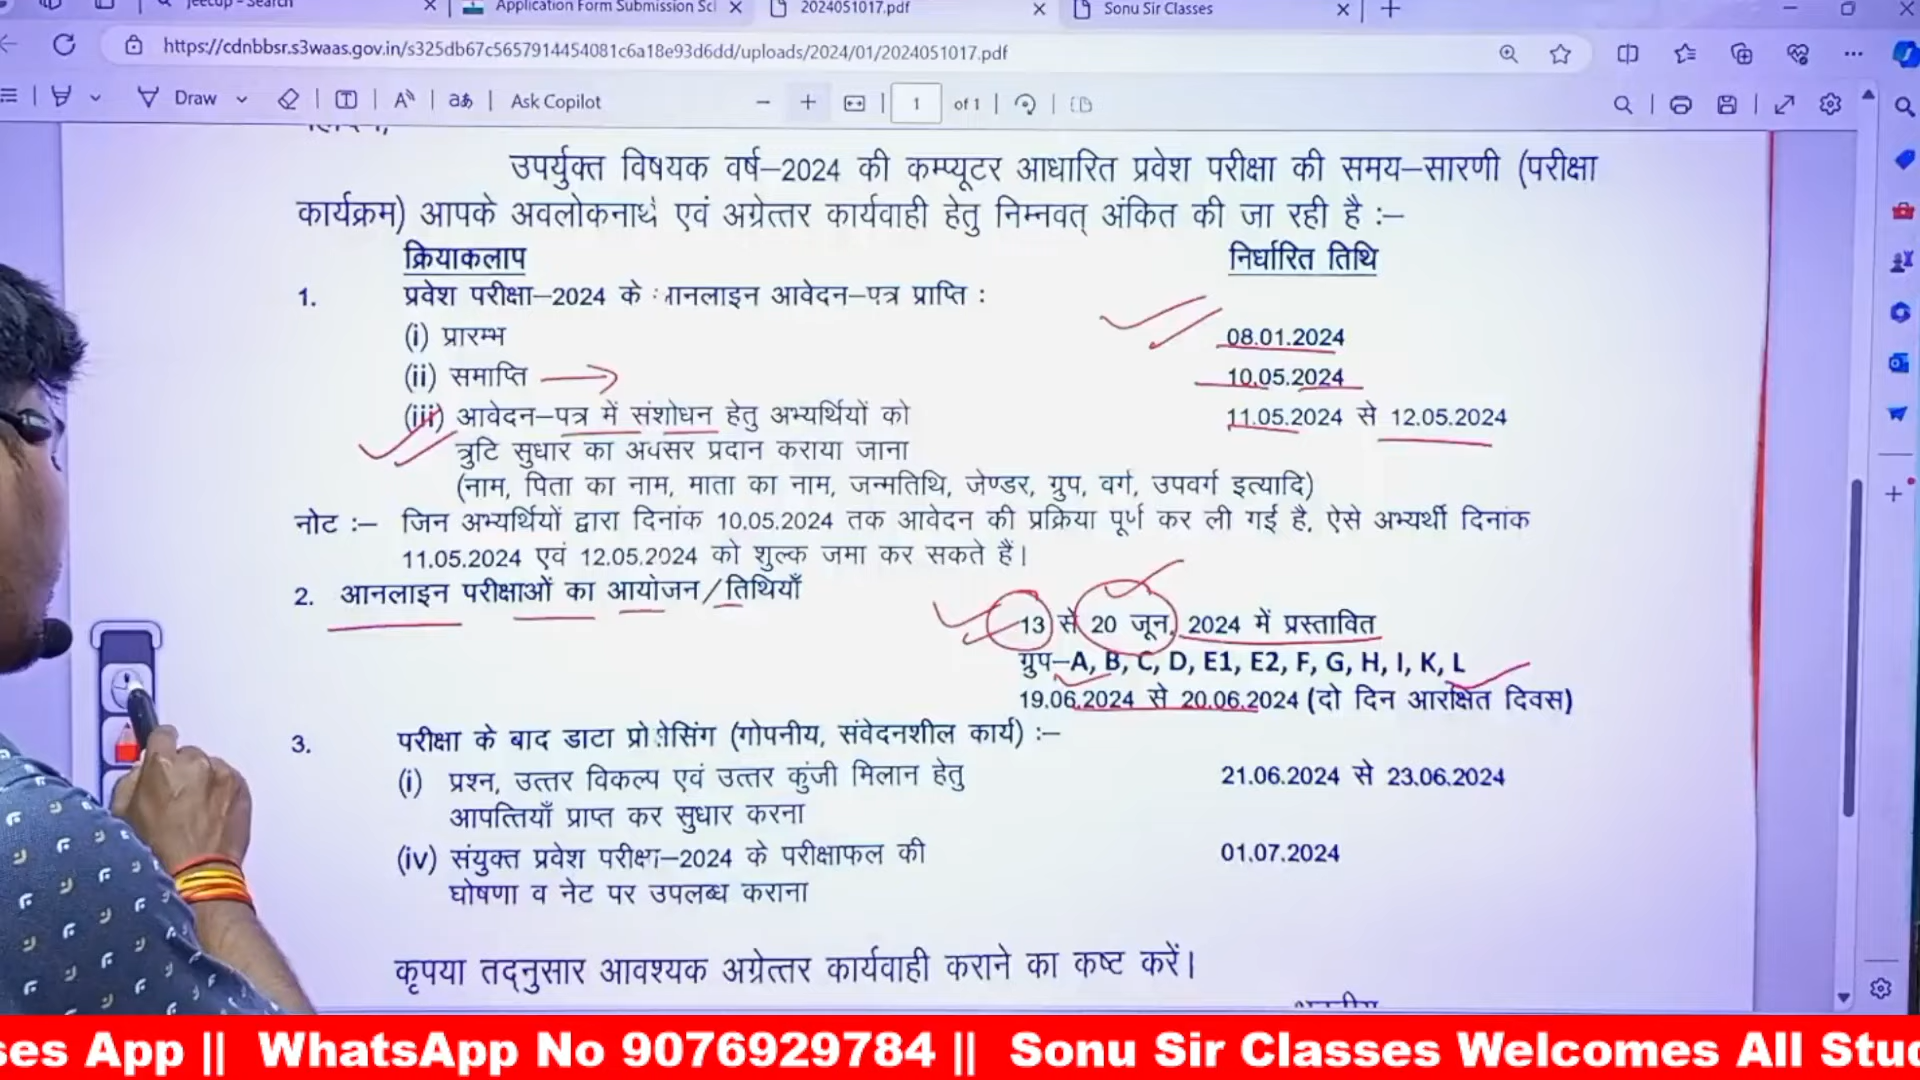 jeecup - Search
Application Form Submission Scl
2024051017.pdf
Sonu Sir Classes
https://cdnbbsr.s3waas.gov.in/s325db67c5657914454081c6a18e93d6dd/uploads/2024/01/2024051017.pdf
Draw
Ask Copilot
1 of 1
उपर्युक्त विषयक वर्ष–2024 की कम्प्यूटर आधारित प्रवेश परीक्षा की समय–सारणी (परीक्षा
कार्यक्रम) आपके अवलोकनार्थ एवं अग्रेत्तर कार्यवाही हेतु निम्नवत् अंकित की जा रही है :–
क्रियाकलाप निर्धारित तिथि
1. प्रवेश परीक्षा–2024 के आनलाइन आवेदन–पत्र प्राप्ति :
(i) प्रारम्भ 08.01.2024
(ii) समाप्ति 10.05.2024
(iii) आवेदन–पत्र में संशोधन हेतु अभ्यर्थियों को 11.05.2024 से 12.05.2024
त्रुटि सुधार का अवसर प्रदान कराया जाना
(नाम, पिता का नाम, माता का नाम, जन्मतिथि, जेण्डर, ग्रुप, वर्ग, उपवर्ग इत्यादि)
नोट :– जिन अभ्यर्थियों द्वारा दिनांक 10.05.2024 तक आवेदन की प्रक्रिया पूर्ण कर ली गई है, ऐसे अभ्यर्थी दिनांक
11.05.2024 एवं 12.05.2024 को शुल्क जमा कर सकते हैं।
2. आनलाइन परीक्षाओं का आयोजन/तिथियाँ
13 से 20 जून, 2024 में प्रस्तावित
ग्रुप–A, B, C, D, E1, E2, F, G, H, I, K, L
19.06.2024 से 20.06.2024 (दो दिन आरक्षित दिवस)
3. परीक्षा के बाद डाटा प्रोसेसिंग (गोपनीय, संवेदनशील कार्य) :–
(i) प्रश्न, उत्तर विकल्प एवं उत्तर कुंजी मिलान हेतु 21.06.2024 से 23.06.2024
आपत्तियाँ प्राप्त कर सुधार करना
(iv) संयुक्त प्रवेश परीक्षा–2024 के परीक्षाफल की 01.07.2024
घोषणा व नेट पर उपलब्ध कराना
कृपया तद्नुसार आवश्यक अग्रेत्तर कार्यवाही कराने का कष्ट करें।
ses App || WhatsApp No 9076929784 || Sonu Sir Classes Welcomes All Stu